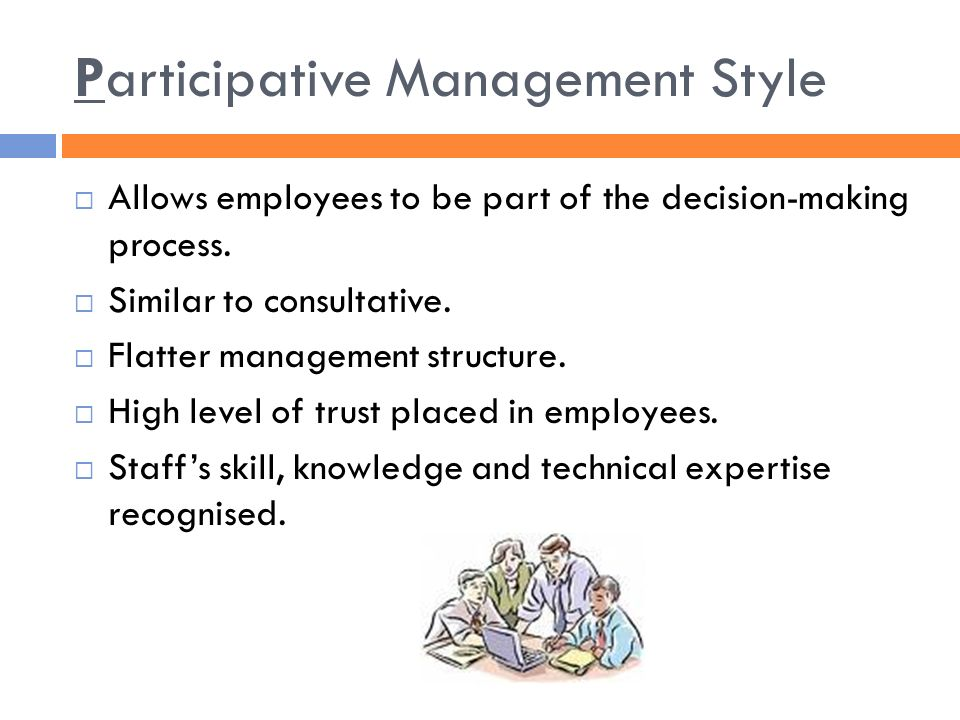 Participative Management Style
Allows employees to be part of the decision-making
process.
Similar to consultative.
Flatter management structure.
High level of trust placed in employees.
Staff’s skill, knowledge and technical expertise
recognised.